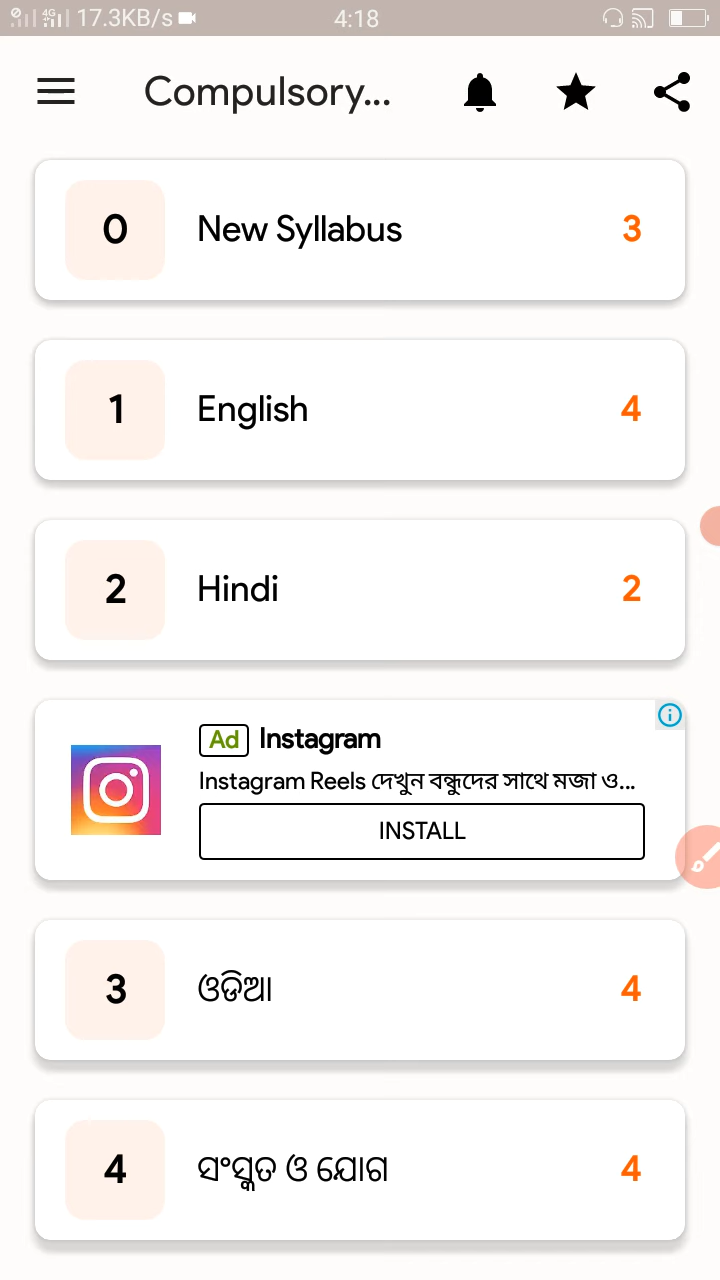 4G 17.3KB/s 4:18
Compulsory...
0 New Syllabus 3
1 English 4
2 Hindi 2
Ad Instagram
Instagram Reels দেখুন বন্ধুদের সাথে মজা ও...
INSTALL
3 ଓଡିଆ 4
4 ସଂସ୍କୃତ ଓ ଯୋଗ 4